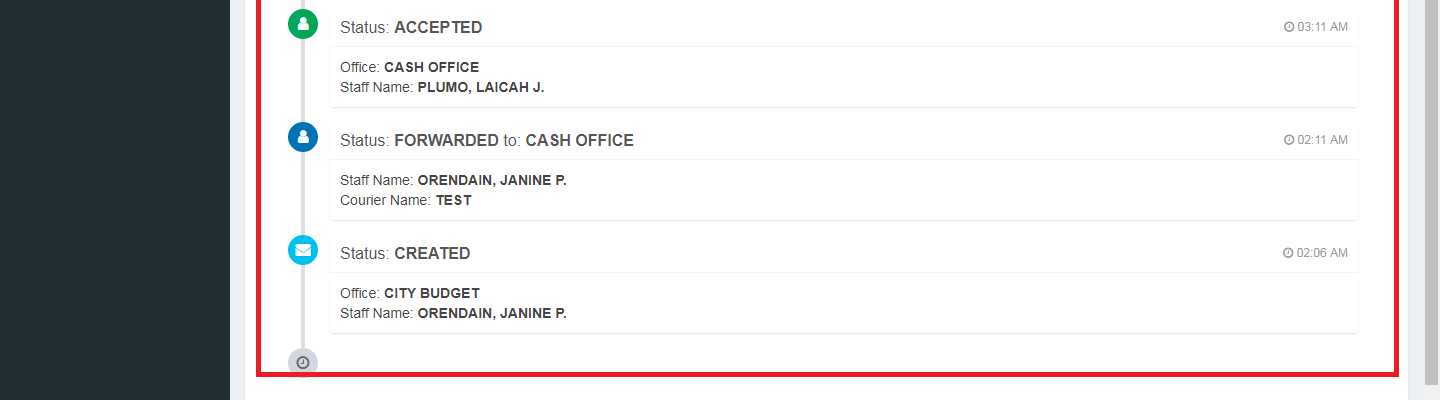 Status: ACCEPTED
03:11 AM
Office: CASH OFFICE
Staff Name: PLUMO, LAICAH J.
Status: FORWARDED to: CASH OFFICE
02:11 AM
Staff Name: ORENDAIN, JANINE P.
Courier Name: TEST
Status: CREATED
02:06 AM
Office: CITY BUDGET
Staff Name: ORENDAIN, JANINE P.